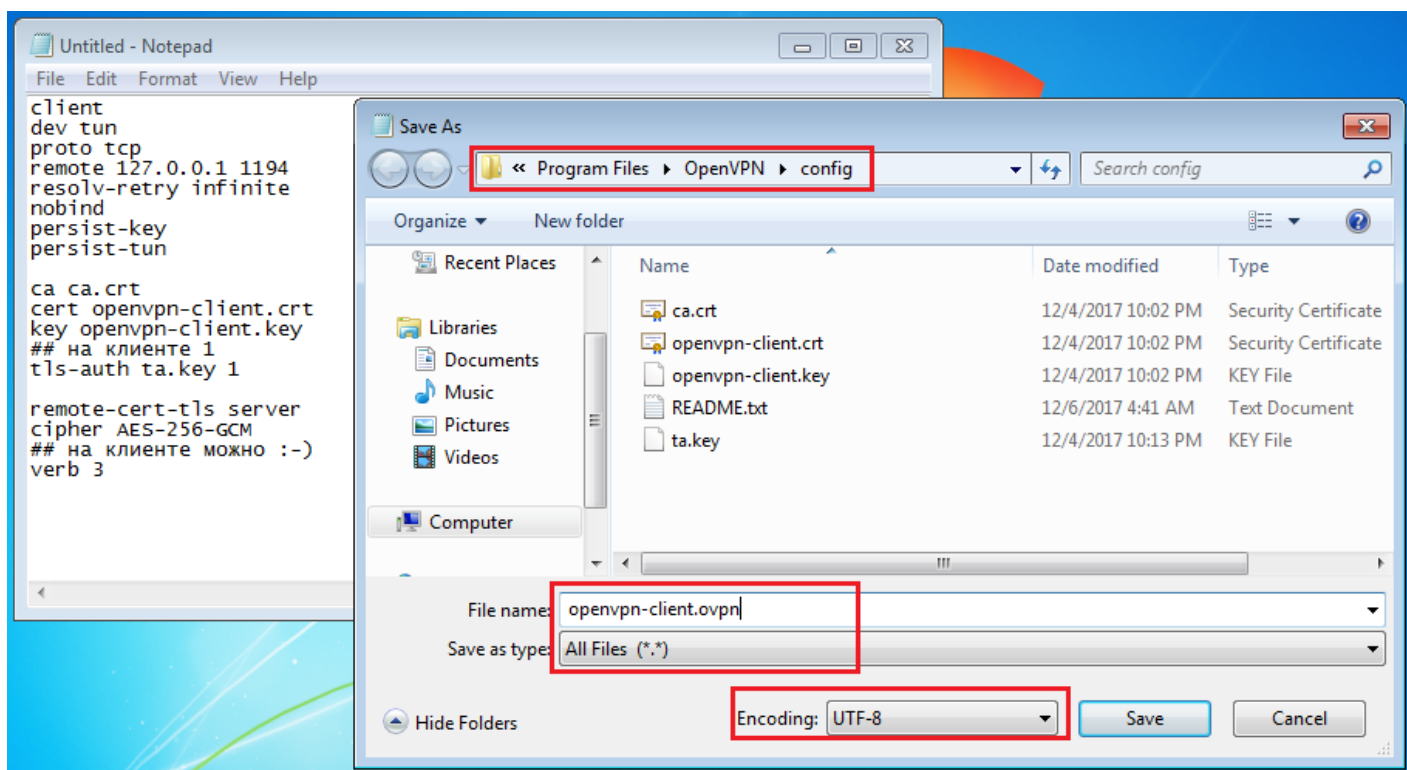 Untitled - Notepad
File Edit Format View Help
client
dev tun
proto tcp
remote 127.0.0.1 1194
resolv-retry infinite
nobind
persist-key
persist-tun
ca ca.crt
cert openvpn-client.crt
key openvpn-client.key
## на клиенте 1
tls-auth ta.key 1
remote-cert-tls server
cipher AES-256-GCM
## на клиенте можно :-)
verb 3
Save As
« Program Files OpenVPN config
Search config
Organize New folder
Recent Places
Libraries
Documents
Music
Pictures
Videos
Computer
Name Date modified Type
ca.crt 12/4/2017 10:02 PM Security Certificate
openvpn-client.crt 12/4/2017 10:02 PM Security Certificate
openvpn-client.key 12/4/2017 10:02 PM KEY File
README.txt 12/6/2017 4:41 AM Text Document
ta.key 12/4/2017 10:13 PM KEY File
File name: openvpn-client.ovpn
Save as type: All Files (*.*)
Hide Folders Encoding: UTF-8 Save Cancel